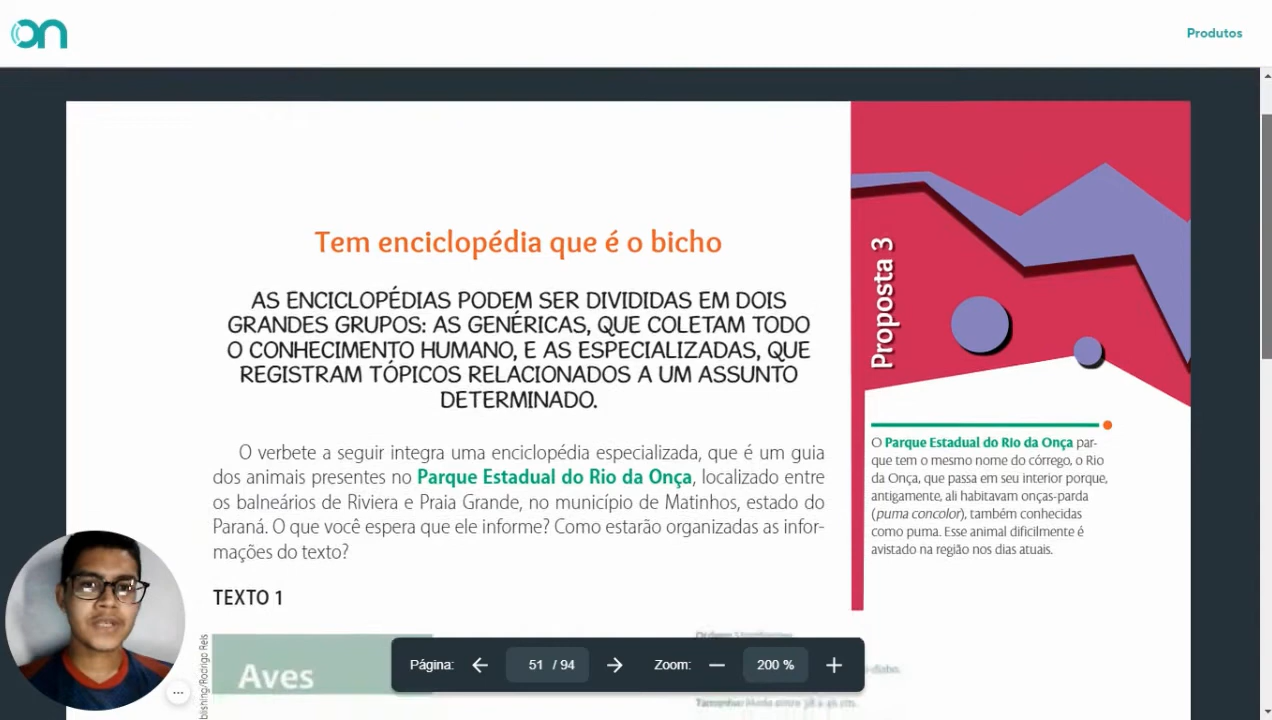 on
Produtos
Tem enciclopédia que é o bicho
AS ENCICLOPÉDIAS PODEM SER DIVIDIDAS EM DOIS
GRANDES GRUPOS: AS GENÉRICAS, QUE COLETAM TODO
O CONHECIMENTO HUMANO, E AS ESPECIALIZADAS, QUE
REGISTRAM TÓPICOS RELACIONADOS A UM ASSUNTO
DETERMINADO.
O verbete a seguir integra uma enciclopédia especializada, que é um guia
dos animais presentes no Parque Estadual do Rio da Onça, localizado entre
os balneários de Riviera e Praia Grande, no município de Matinhos, estado do
Paraná. O que você espera que ele informe? Como estarão organizadas as infor-
mações do texto?
TEXTO 1
Aves
Proposta 3
O Parque Estadual do Rio da Onça par-
que tem o mesmo nome do córrego, o Rio
da Onça, que passa em seu interior porque,
antigamente, ali habitavam onças-parda
(puma concolor), também conhecidas
como puma. Esse animal dificilmente é
avistado na região nos dias atuais.
blishing/Rodrigo Reis
Página: 51 / 94 Zoom: 200 %